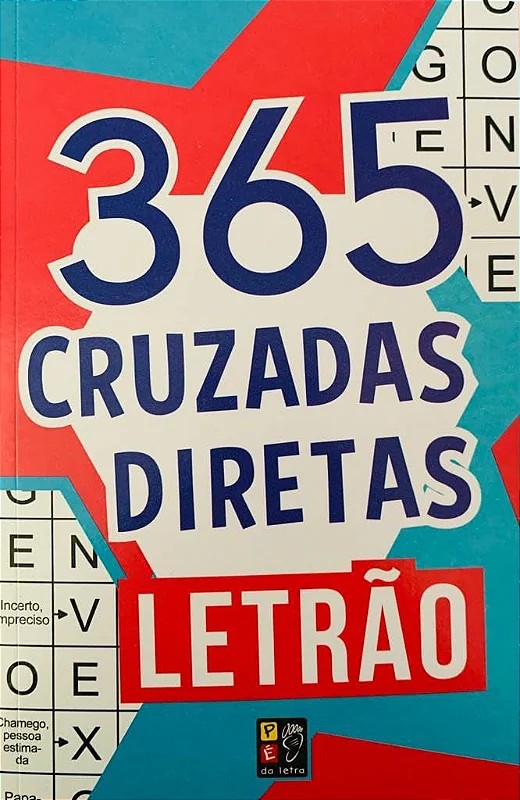 C
G O
E N
V
E
365
CRUZADAS
DIRETAS
LETRÃO
G
E N
Incerto,
impreciso
V
O E
Chamego,
pessoa
estima-
da
X
P
É
da letra